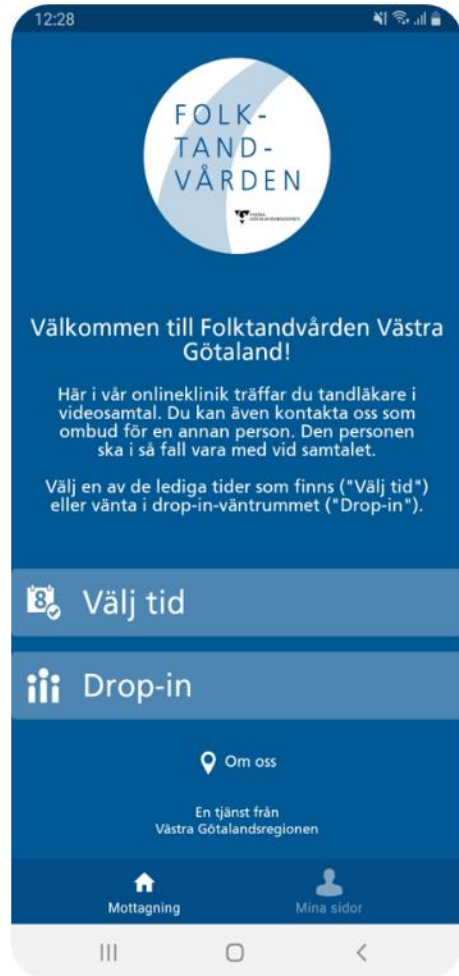 12:28
FOLK-
TAND-
VÅRDEN
VÄSTRA
GÖTALANDSREGIONEN
Välkommen till Folktandvården Västra
Götaland!
Här i vår onlineklinik träffar du tandläkare i
videosamtal. Du kan även kontakta oss som
ombud för en annan person. Den personen
ska i så fall vara med vid samtalet.
Välj en av de lediga tider som finns ("Välj tid")
eller vänta i drop-in-väntrummet ("Drop-in").
8 Välj tid
Drop-in
Om oss
En tjänst från
Västra Götalandsregionen
Mottagning Mina sidor